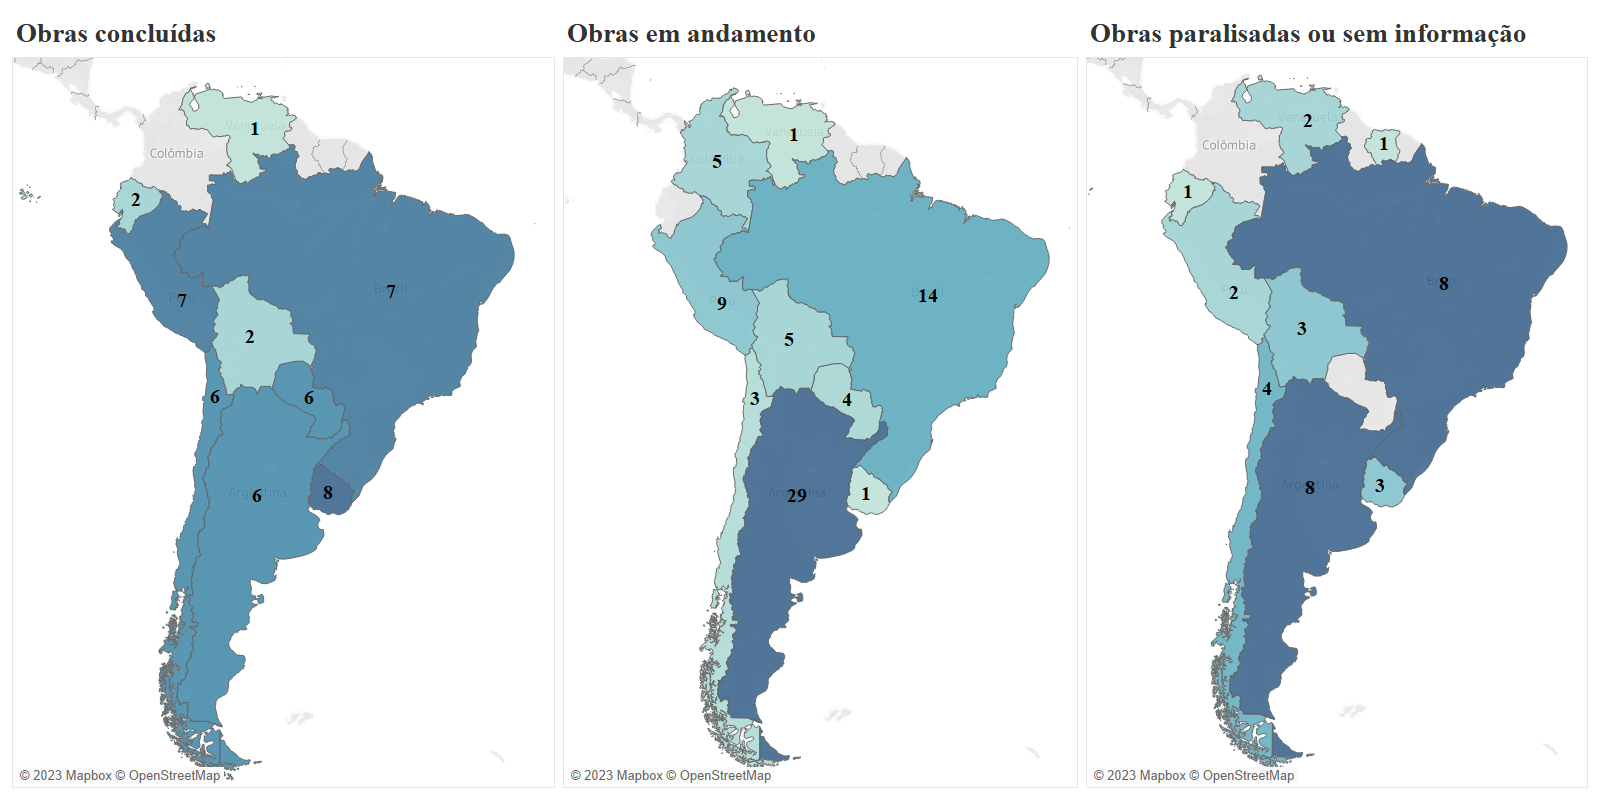 Obras concluídas
Venezuela
1
Colômbia
2
Peru
7
Brasil
7
2
6
6
Argentina
6
8
© 2023 Mapbox © OpenStreetMap
Obras em andamento
Venezuela
1
Colômbia
5
Peru
9
Brasil
14
5
3
4
Argentina
29
1
© 2023 Mapbox © OpenStreetMap
Obras paralisadas ou sem informação
Venezuela
2
Colômbia
1
1
Peru
2
Brasil
8
3
4
Argentina
8
3
© 2023 Mapbox © OpenStreetMap